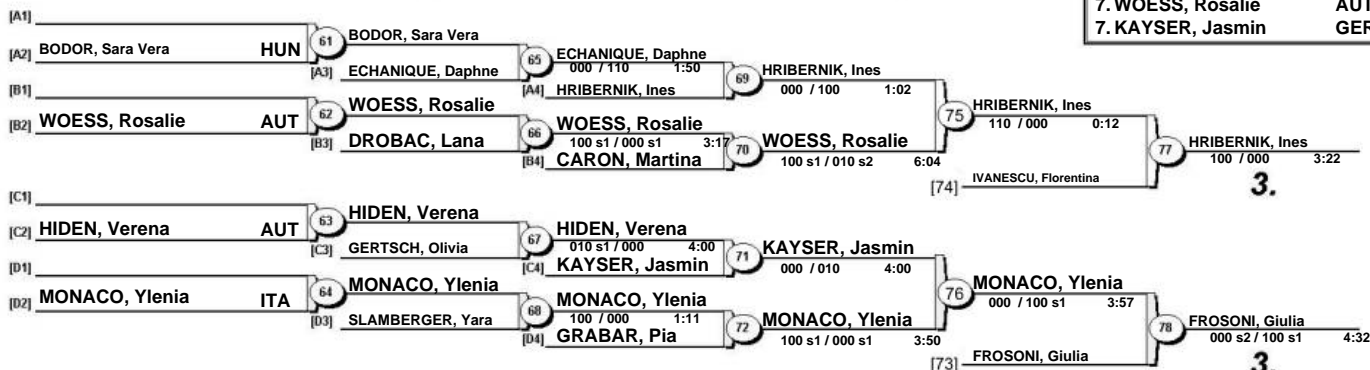 7. WOESS, Rosalie AUT
7. KAYSER, Jasmin GER
[A1]
[A2] BODOR, Sara Vera HUN
61
BODOR, Sara Vera
[A3] ECHANIQUE, Daphne
65
ECHANIQUE, Daphne
000 / 110 1:50
[A4] HRIBERNIK, Ines
69
HRIBERNIK, Ines
000 / 100 1:02
[B1]
[B2] WOESS, Rosalie AUT
62
WOESS, Rosalie
[B3] DROBAC, Lana
66
WOESS, Rosalie
100 s1 / 000 s1 3:17
[B4] CARON, Martina
70
WOESS, Rosalie
100 s1 / 010 s2 6:04
75
HRIBERNIK, Ines
110 / 000 0:12
[74] IVANESCU, Florentina
77
HRIBERNIK, Ines
100 / 000 3:22
3.
[C1]
[C2] HIDEN, Verena AUT
63
HIDEN, Verena
[C3] GERTSCH, Olivia
67
HIDEN, Verena
010 s1 / 000 4:00
[C4] KAYSER, Jasmin
71
KAYSER, Jasmin
000 / 010 4:00
[D1]
[D2] MONACO, Ylenia ITA
64
MONACO, Ylenia
[D3] SLAMBERGER, Yara
68
MONACO, Ylenia
100 / 000 1:11
[D4] GRABAR, Pia
72
MONACO, Ylenia
100 s1 / 000 s1 3:50
76
MONACO, Ylenia
000 / 100 s1 3:57
[73] FROSONI, Giulia
78
FROSONI, Giulia
000 s2 / 100 s1 4:32
3.